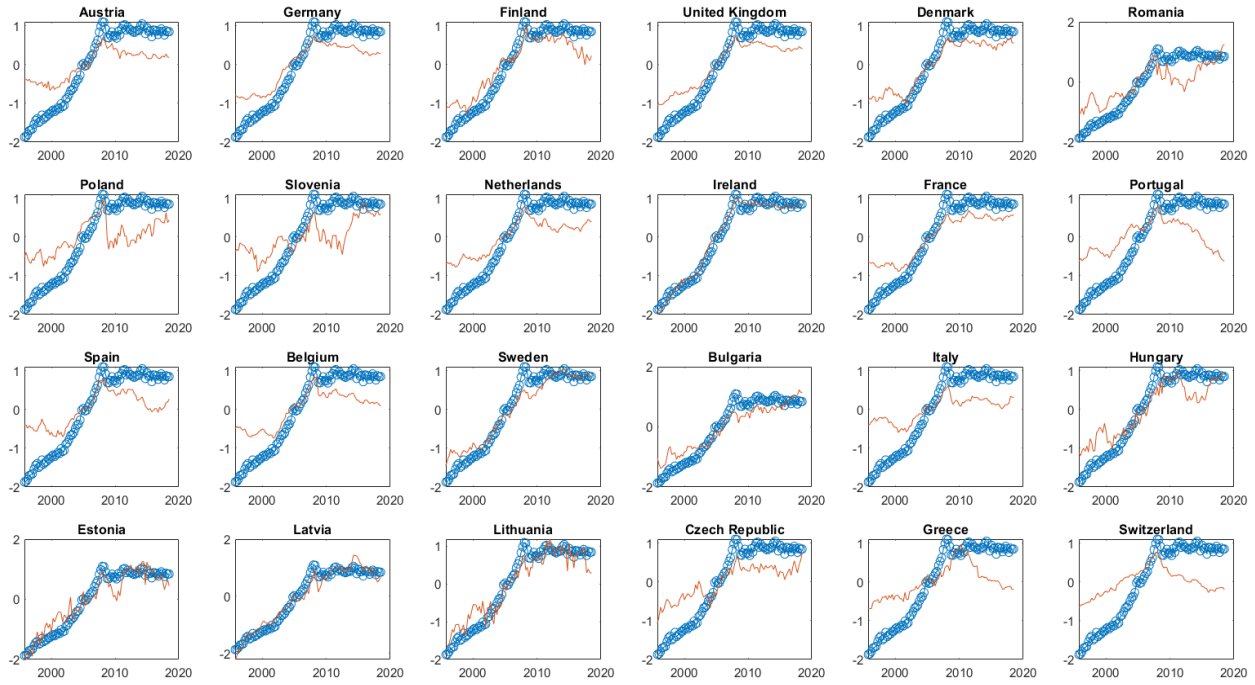 Austria Germany Finland United Kingdom Denmark Romania
1 1 1 1 1 2
0 0 0 0 0 0
-1 -1 -1 -1 -1
-2 -2 -2 -2 -2 -2
2000 2010 2020 2000 2010 2020 2000 2010 2020 2000 2010 2020 2000 2010 2020 2000 2010 2020
Poland Slovenia Netherlands Ireland France Portugal
1 1 1 1 1 1
0 0 0 0 0 0
-1 -1 -1 -1 -1 -1
-2 -2 -2 -2 -2 -2
2000 2010 2020 2000 2010 2020 2000 2010 2020 2000 2010 2020 2000 2010 2020 2000 2010 2020
Spain Belgium Sweden Bulgaria Italy Hungary
1 1 1 2 1 1
0 0 0 0 0 0
-1 -1 -1 -1 -1
-2 -2 -2 -2 -2 -2
2000 2010 2020 2000 2010 2020 2000 2010 2020 2000 2010 2020 2000 2010 2020 2000 2010 2020
Estonia Latvia Lithuania Czech Republic Greece Switzerland
2 2 1 1 1 1
0 0 0 0 0 0
-1 -1 -1 -1
-2 -2 -2 -2 -2 -2
2000 2010 2020 2000 2010 2020 2000 2010 2020 2000 2010 2020 2000 2010 2020 2000 2010 2020